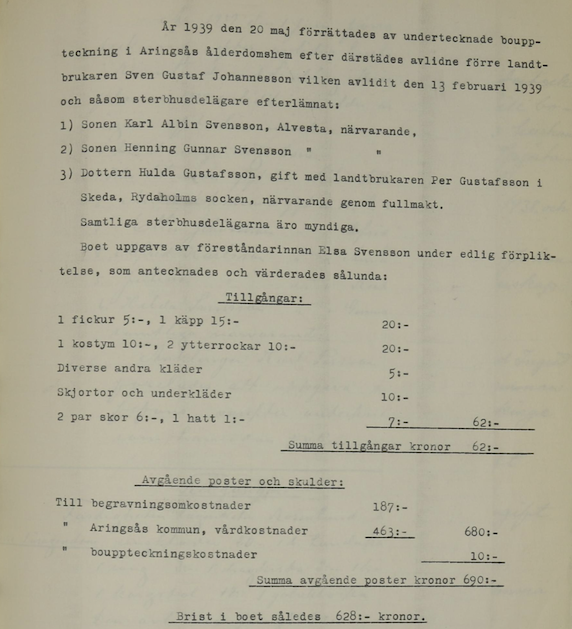 År 1939 den 20 maj förrättades av undertecknade boupp-
teckning i Aringsås ålderdomshem efter därstädes avlidne förre landt-
brukaren Sven Gustaf Johannesson vilken avlidit den 13 februari 1939
och såsom sterbhusdelägare efterlämnat:
1) Sonen Karl Albin Svensson, Alvesta, närvarande,
2) Sonen Henning Gunnar Svensson " "
3) Dottern Hulda Gustafsson, gift med landtbrukaren Per Gustafsson i
Skeda, Rydaholms socken, närvarande genom fullmakt.
Samtliga sterbhusdelägarna äro myndiga.
Boet uppgavs av föreståndarinnan Elsa Svensson under edlig förplik-
telse, som antecknades och värderades sålunda:
Tillgångar:
1 fickur 5:-, 1 käpp 15:- 20:-
1 kostym 10:-, 2 ytterrockar 10:- 20:-
Diverse andra kläder 5:-
Skjortor och underkläder 10:-
2 par skor 6:-, 1 hatt 1:- 7:- 62:-
Summa tillgångar kronor 62:-
Avgående poster och skulder:
Till begravningsomkostnader 187:-
" Aringsås kommun, vårdkostnader 463:- 680:-
" bouppteckningskostnader 10:-
Summa avgående poster kronor 690:-
Brist i boet således 628:- kronor.